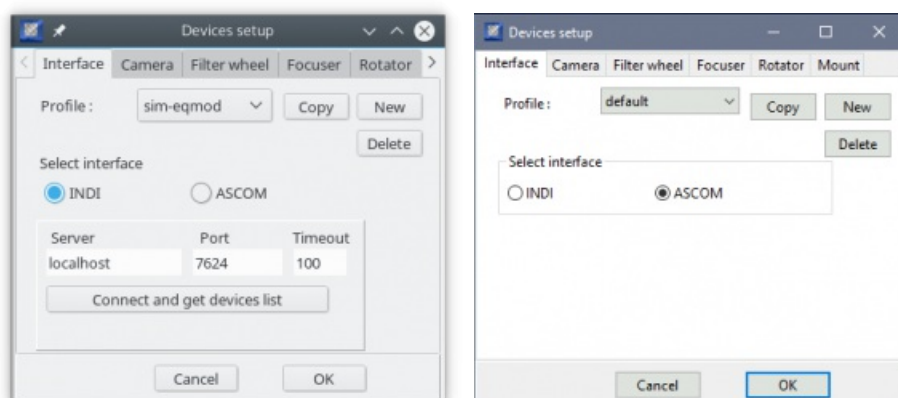 Devices setup
Interface Camera Filter wheel Focuser Rotator
Profile : sim-eqmod Copy New
Delete
Select interface
INDI ASCOM
Server Port Timeout
localhost 7624 100
Connect and get devices list
Cancel OK
Devices setup
Interface Camera Filter wheel Focuser Rotator Mount
Profile : default Copy New
Delete
Select interface
INDI ASCOM
Cancel OK